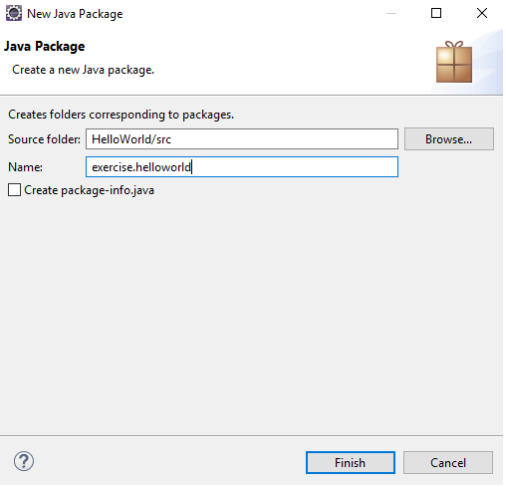 New Java Package
Java Package
Create a new Java package.
Creates folders corresponding to packages.
Source folder: HelloWorld/src Browse...
Name: exercise.helloworld
Create package-info.java
? Finish Cancel